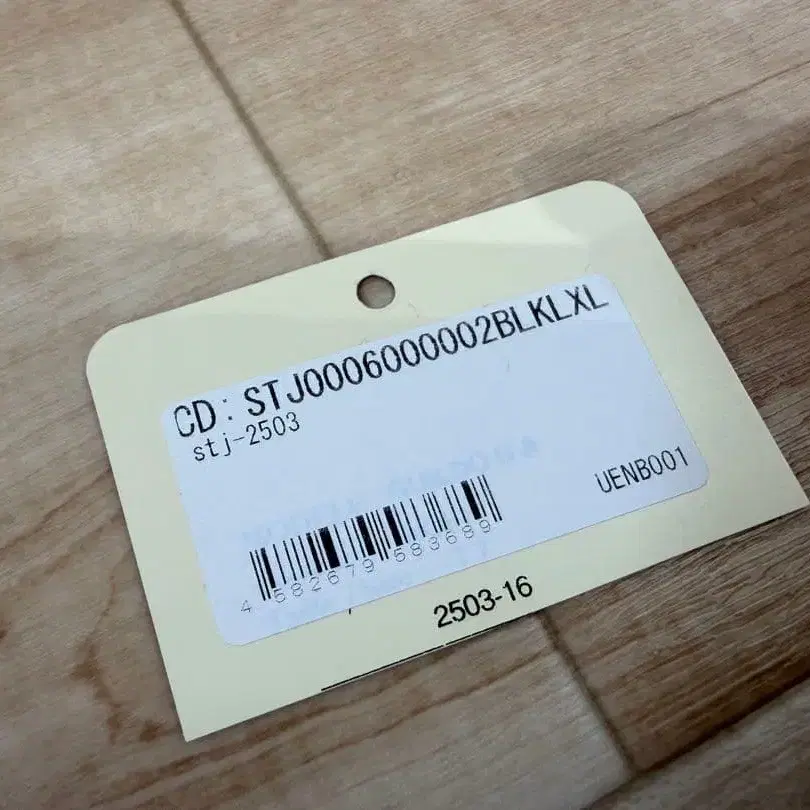 CD: STJ0006000002BLKLXL
stj-2503
UENB001
4 582679 583689
2503-16